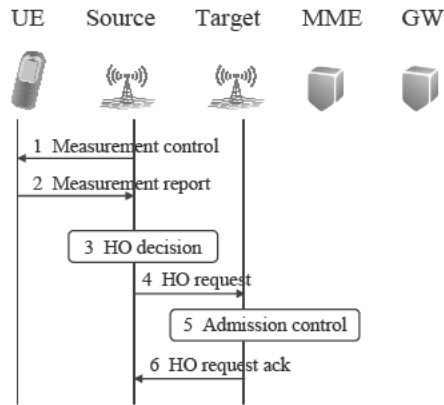 UE Source Target MME GW
1 Measurement control
2 Measurement report
3 HO decision
4 HO request
5 Admission control
6 HO request ack